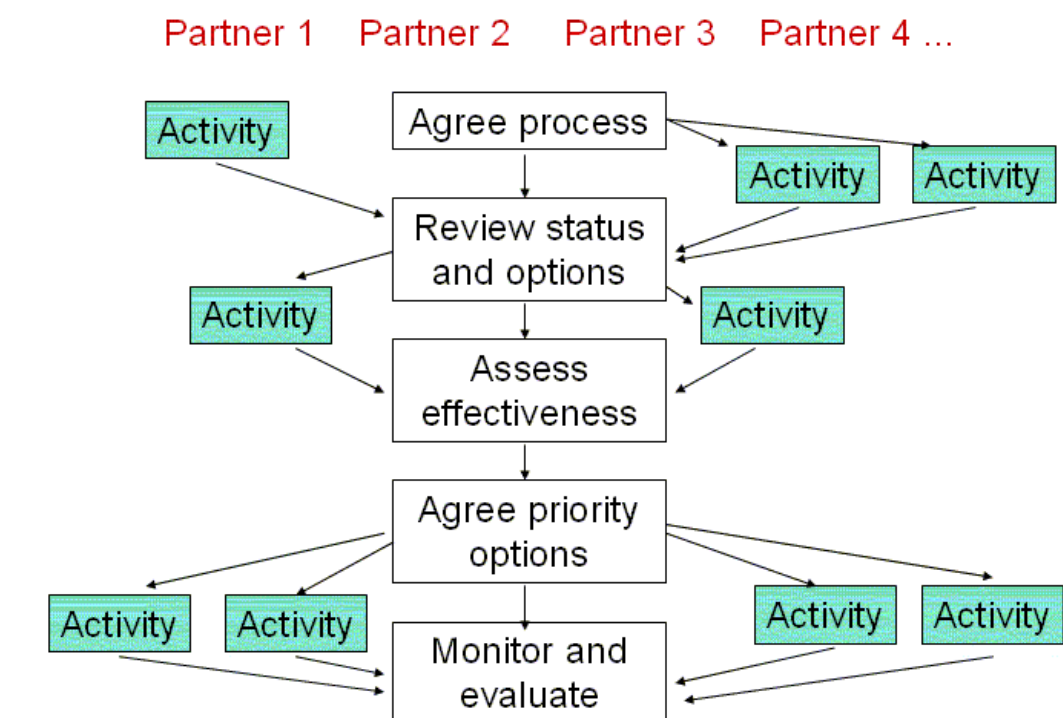 Partner 1 Partner 2 Partner 3 Partner 4 ...
Activity
Agree process
Activity
Activity
Review status
and options
Activity
Activity
Assess
effectiveness
Agree priority
options
Activity
Activity
Activity
Activity
Monitor and
evaluate